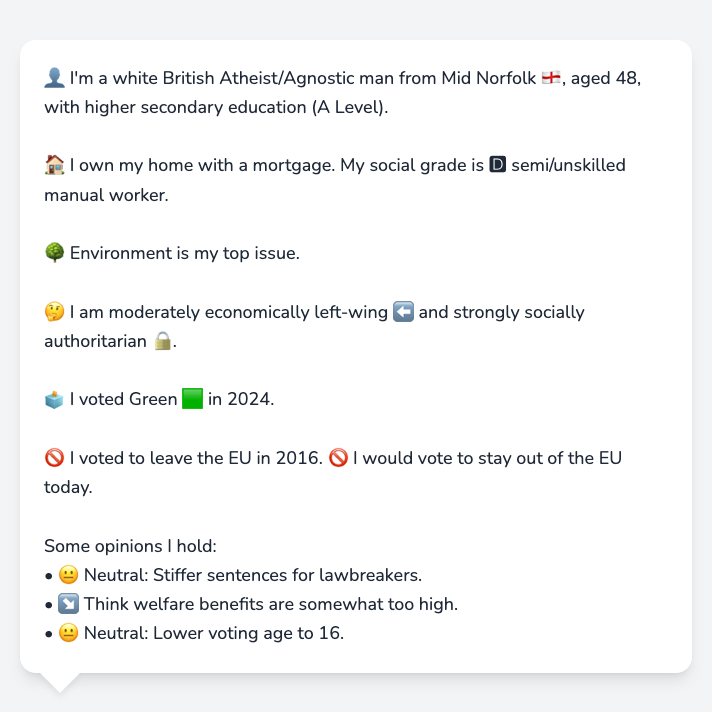 👤 I'm a white British Atheist/Agnostic man from Mid Norfolk 🏴󠁧󠁢󠁥󠁮󠁧󠁿, aged 48,
with higher secondary education (A Level).
🏠 I own my home with a mortgage. My social grade is 🅳 semi/unskilled
manual worker.
🌳 Environment is my top issue.
🤔 I am moderately economically left-wing ⬅️ and strongly socially
authoritarian 🔒.
🗳️ I voted Green 🟩 in 2024.
🚫 I voted to leave the EU in 2016. 🚫 I would vote to stay out of the EU
today.
Some opinions I hold:
• 😐 Neutral: Stiffer sentences for lawbreakers.
• ↘️ Think welfare benefits are somewhat too high.
• 😐 Neutral: Lower voting age to 16.